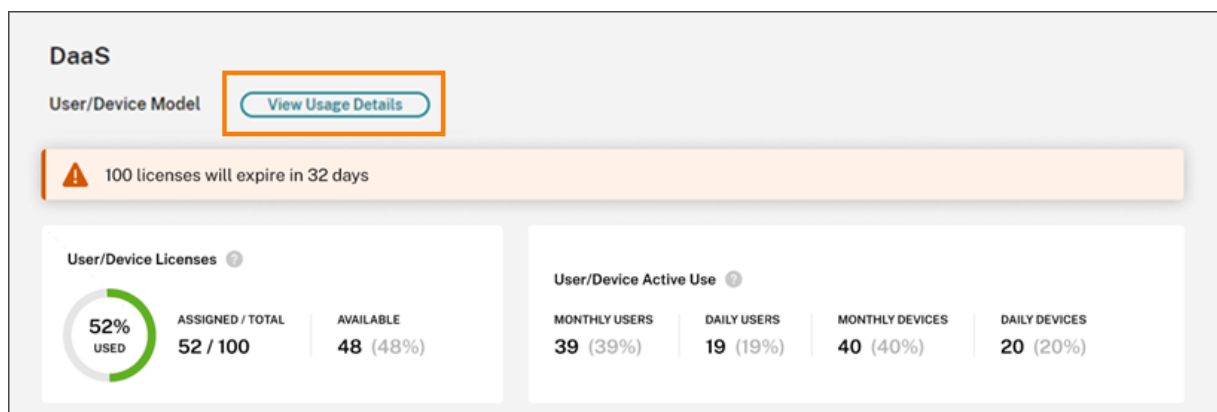 DaaS
User/Device Model
View Usage Details
100 licenses will expire in 32 days
User/Device Licenses
52%
USED
ASSIGNED / TOTAL
52 / 100
AVAILABLE
48 (48%)
User/Device Active Use
MONTHLY USERS
39 (39%)
DAILY USERS
19 (19%)
MONTHLY DEVICES
40 (40%)
DAILY DEVICES
20 (20%)